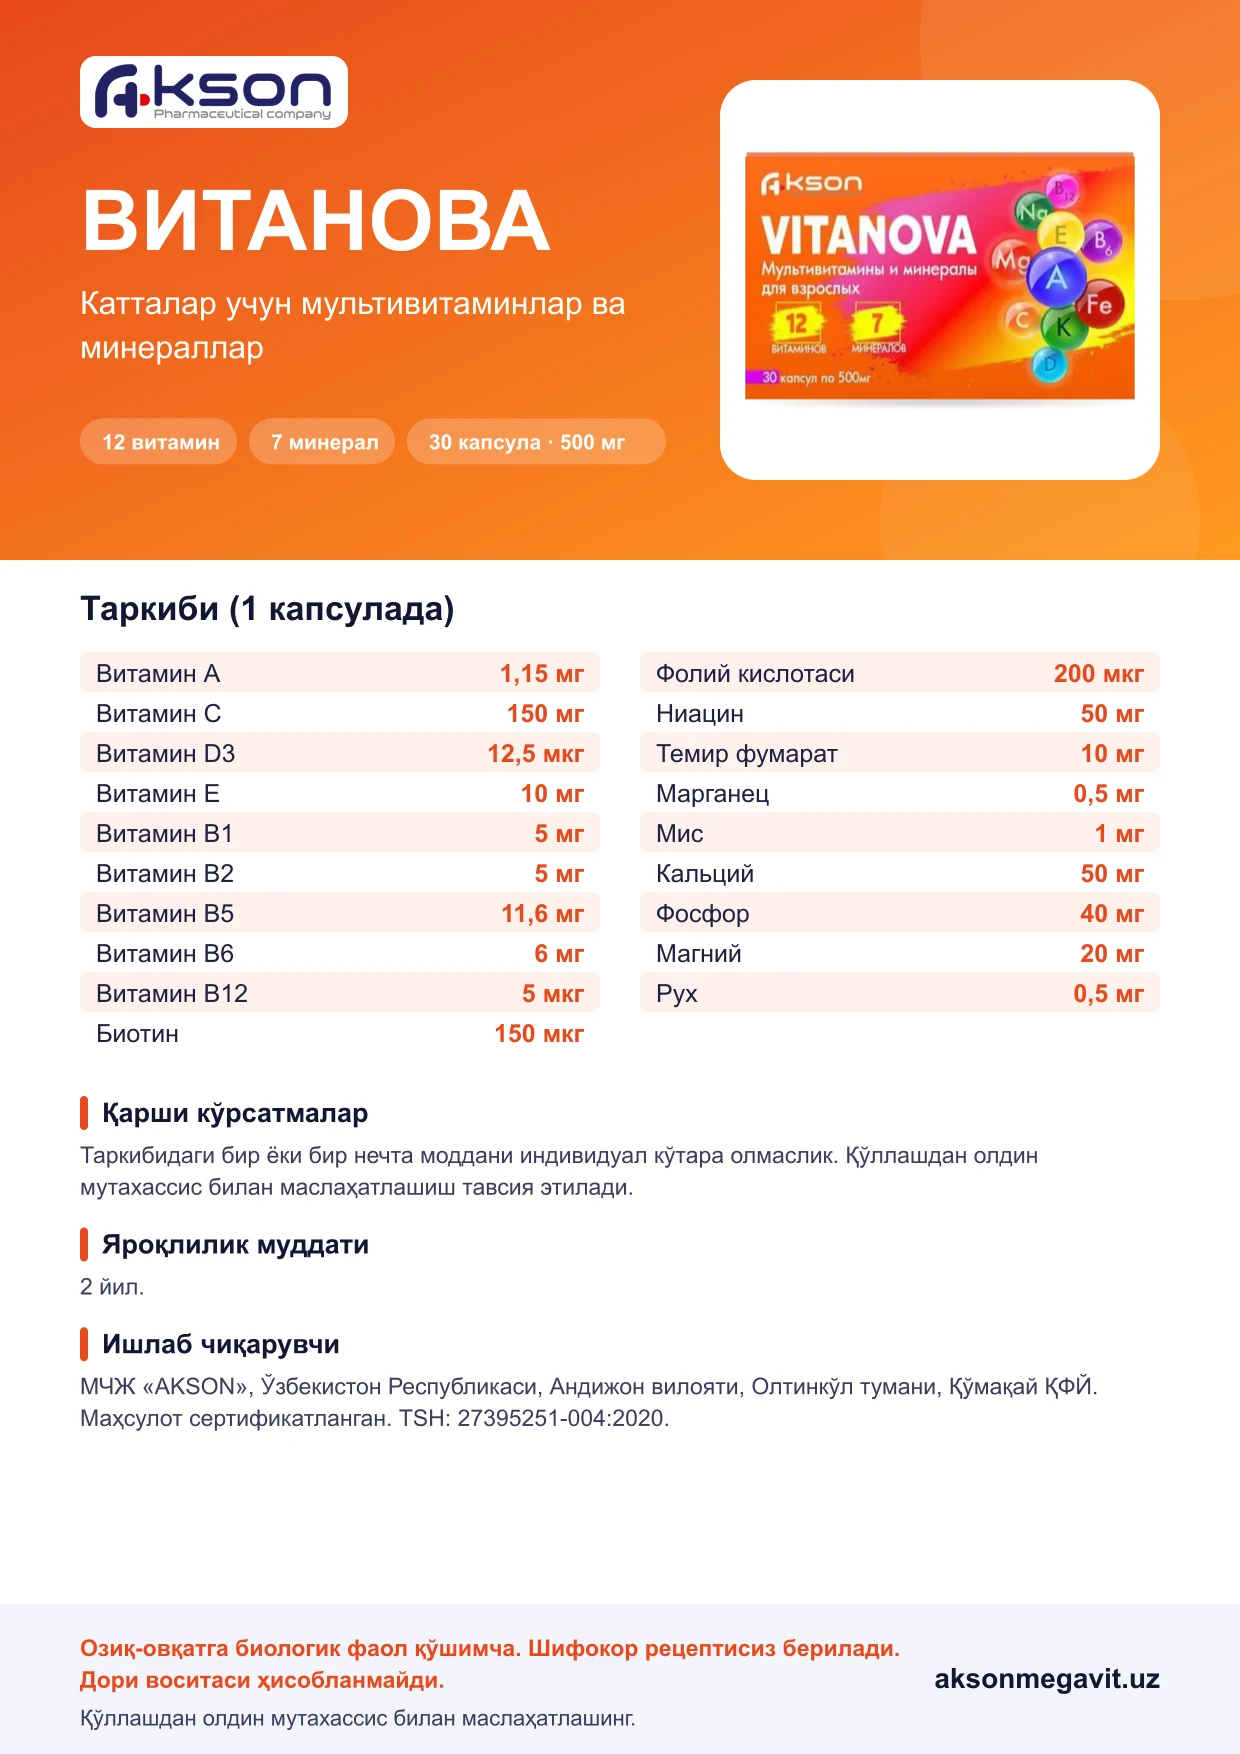 Akson
Pharmaceutical company
ВИТАНОВА
Катталар учун мультивитаминлар ва
минераллар
12 витамин
7 минерал
30 капсула · 500 мг
Akson
VITANOVA
Мультивитамины и минералы
для взрослых
12
ВИТАМИНОВ
7
МИНЕРАЛОВ
30 капсул по 500мг
B12
Na
E
B6
Mg
A
Fe
C
K
D
Таркиби (1 капсулада)
Витамин A 1,15 мг
Витамин C 150 мг
Витамин D3 12,5 мкг
Витамин E 10 мг
Витамин B1 5 мг
Витамин B2 5 мг
Витамин B5 11,6 мг
Витамин B6 6 мг
Витамин B12 5 мкг
Биотин 150 мкг
Фолий кислотаси 200 мкг
Ниацин 50 мг
Темир фумарат 10 мг
Марганец 0,5 мг
Мис 1 мг
Кальций 50 мг
Фосфор 40 мг
Магний 20 мг
Рух 0,5 мг
Қарши кўрсатмалар
Таркибидаги бир ёки бир нечта моддани индивидуал кўтара олмаслик. Қўллашдан олдин
мутахассис билан маслаҳатлашиш тавсия этилади.
Яроқлилик муддати
2 йил.
Ишлаб чиқарувчи
МЧЖ «AKSON», Ўзбекистон Республикаси, Андижон вилояти, Олтинкўл тумани, Қўмақай ҚФЙ.
Маҳсулот сертификатланган. TSH: 27395251-004:2020.
Озиқ-овқатга биологик фаол қўшимча. Шифокор рецептисиз берилади.
Дори воситаси ҳисобланмайди.
Қўллашдан олдин мутахассис билан маслаҳатлашинг.
aksonmegavit.uz